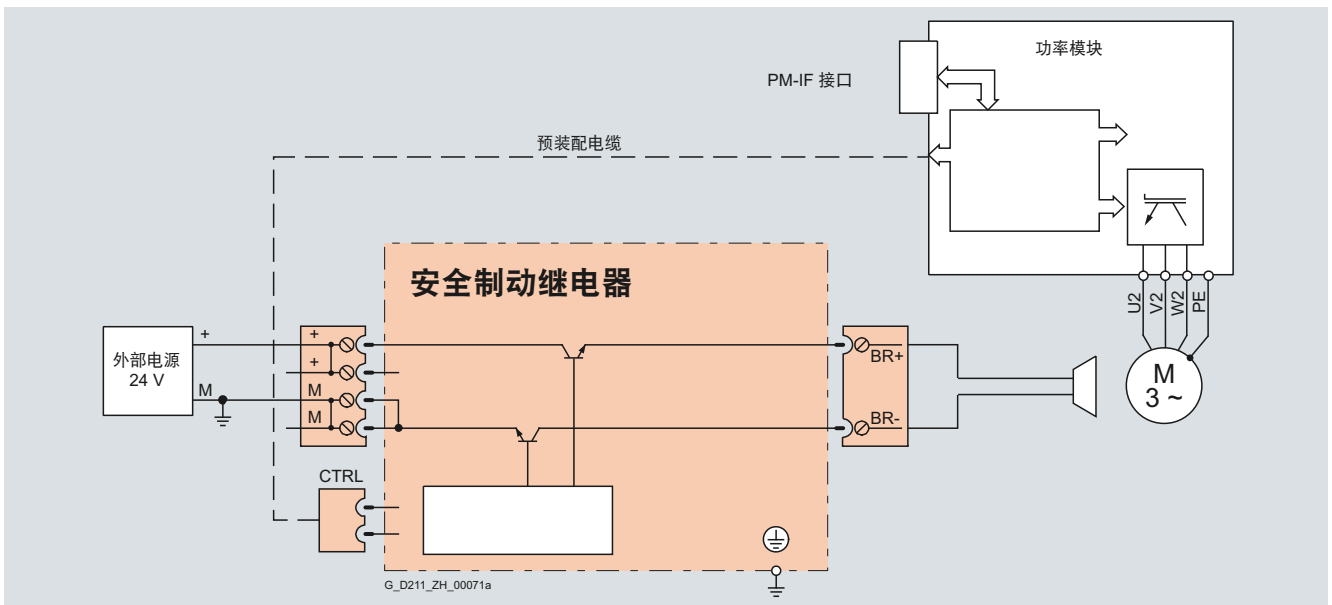 功率模块
PM-IF 接口
预装配电缆
安全制动继电器
外部电源
24 V
+
M
+
+
M
M
BR+
BR-
CTRL
U2
V2
W2
PE
M
3 ~
G_D211_ZH_00071a